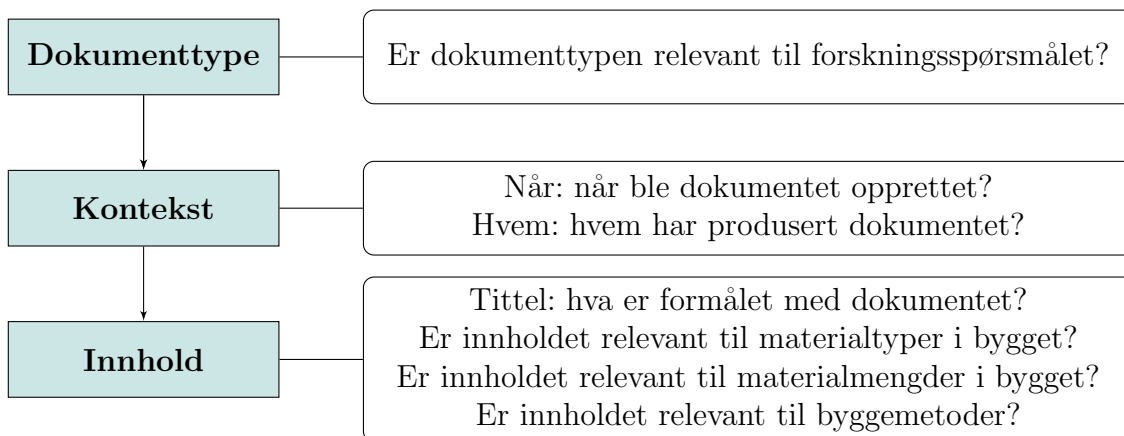 Dokumenttype
Er dokumenttypen relevant til forskningsspørsmålet?
Kontekst
Når: når ble dokumentet opprettet?
Hvem: hvem har produsert dokumentet?
Innhold
Tittel: hva er formålet med dokumentet?
Er innholdet relevant til materialtyper i bygget?
Er innholdet relevant til materialmengder i bygget?
Er innholdet relevant til byggemetoder?